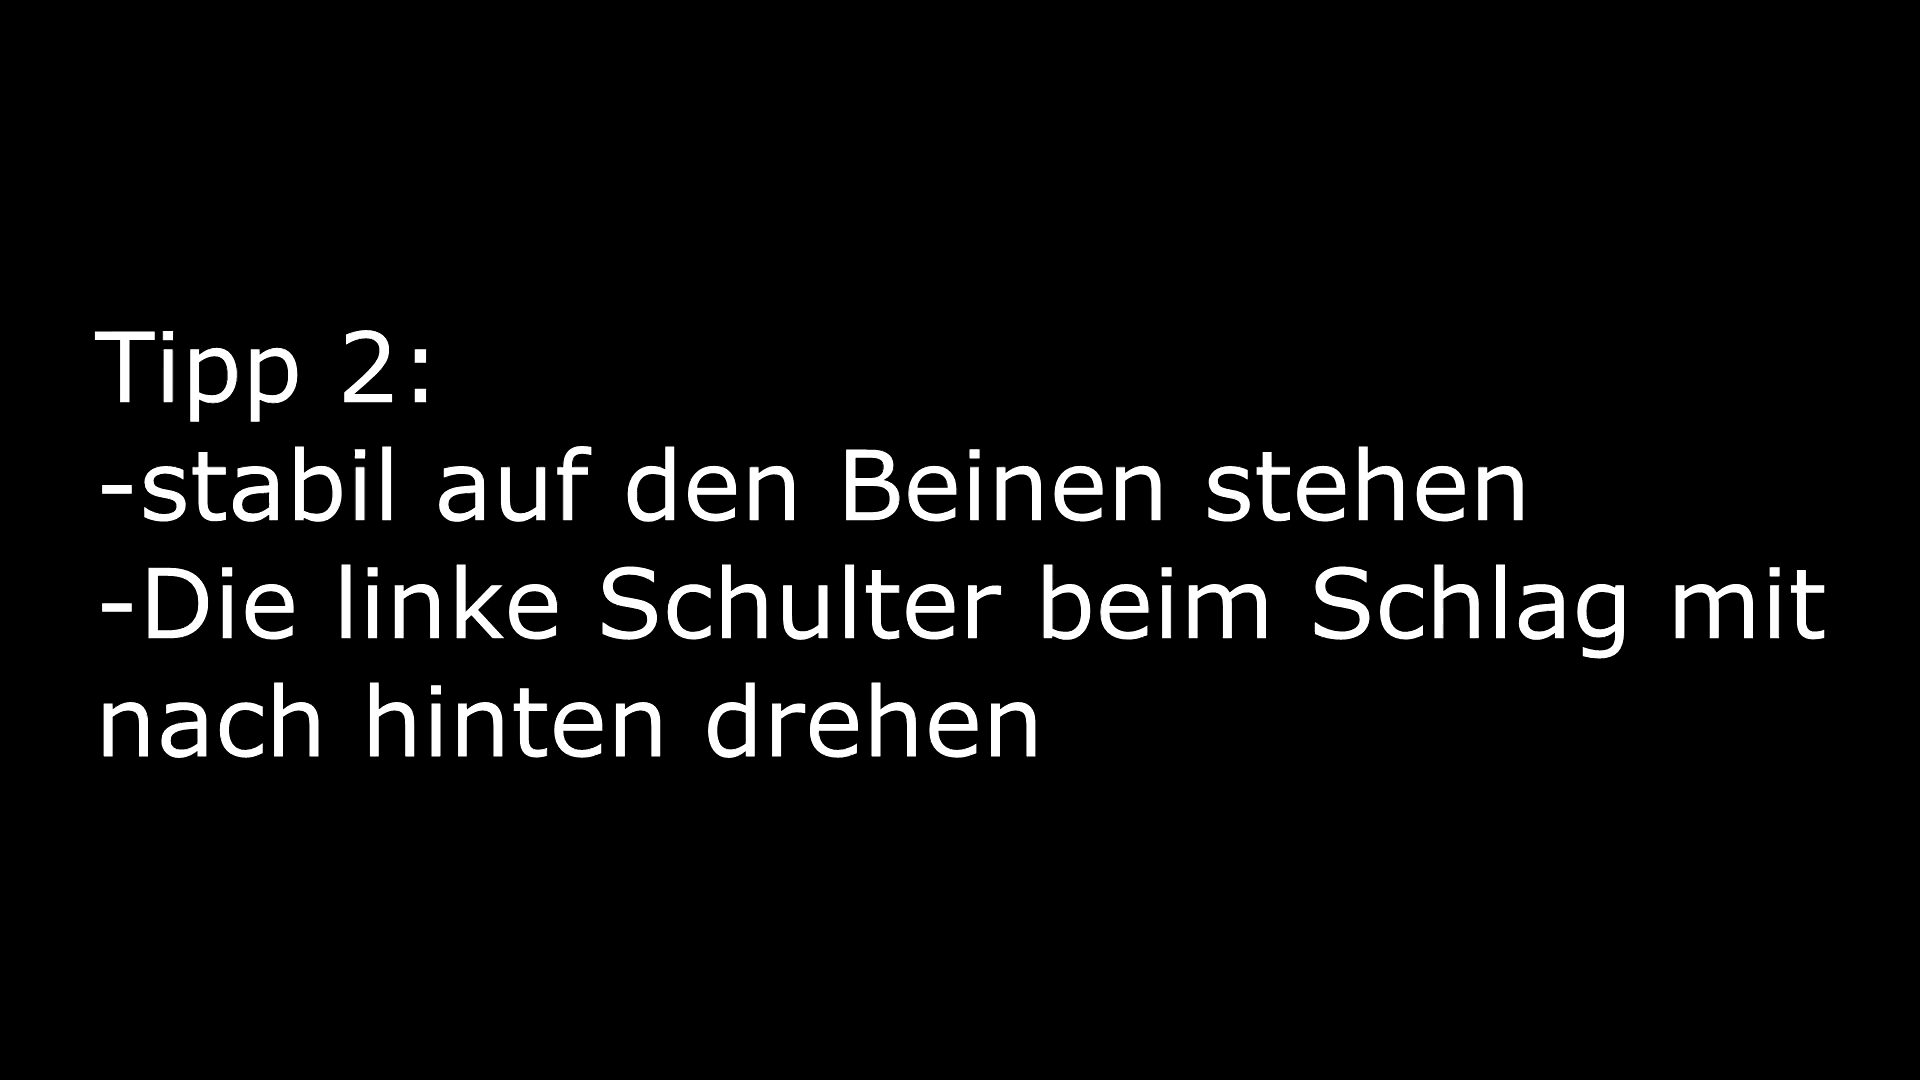 Tipp 2:
-stabil auf den Beinen stehen
-Die linke Schulter beim Schlag mit
nach hinten drehen